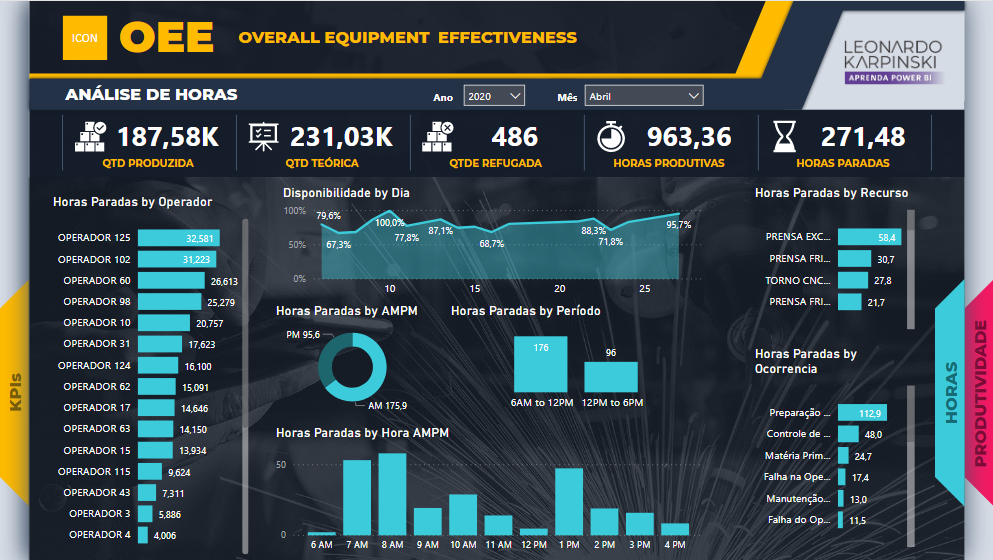 ICON
OEE
OVERALL EQUIPMENT EFFECTIVENESS
LEONARDO
KARPINSKI
APRENDA POWER BI
ANÁLISE DE HORAS
Ano
2020
Mês
Abril
187,58K
QTD PRODUZIDA
231,03K
QTD TEÓRICA
486
QTDE REFUGADA
963,36
HORAS PRODUTIVAS
271,48
HORAS PARADAS
KPIs
Horas Paradas by Operador
OPERADOR 125 32,581
OPERADOR 102 31,223
OPERADOR 60 26,613
OPERADOR 98 25,279
OPERADOR 10 20,757
OPERADOR 31 17,623
OPERADOR 124 16,100
OPERADOR 62 15,091
OPERADOR 17 14,646
OPERADOR 63 14,150
OPERADOR 15 13,934
OPERADOR 115 9,624
OPERADOR 43 7,311
OPERADOR 3 5,886
OPERADOR 4 4,006
Disponibilidade by Dia
100%
50%
0%
79,6%
67,3%
100,0%
77,8%
87,1%
68,7%
88,3%
71,8%
95,7%
10 15 20 25
Horas Paradas by AMPM
PM 95,6
AM 175,9
Horas Paradas by Período
176 96
6AM to 12PM 12PM to 6PM
Horas Paradas by Hora AMPM
50
0
6 AM 7 AM 8 AM 9 AM 10 AM 11 AM 12 PM 1 PM 2 PM 3 PM 4 PM
Horas Paradas by Recurso
PRENSA EXC... 58,4
PRENSA FRI... 30,7
TORNO CNC... 27,8
PRENSA FRI... 21,7
Horas Paradas by
Ocorrencia
Preparação ... 112,9
Controle de ... 48,0
Matéria Prim... 24,7
Falha na Ope... 17,4
Manutenção... 13,0
Falha do Op... 11,5
HORAS
PRODUTIVIDADE